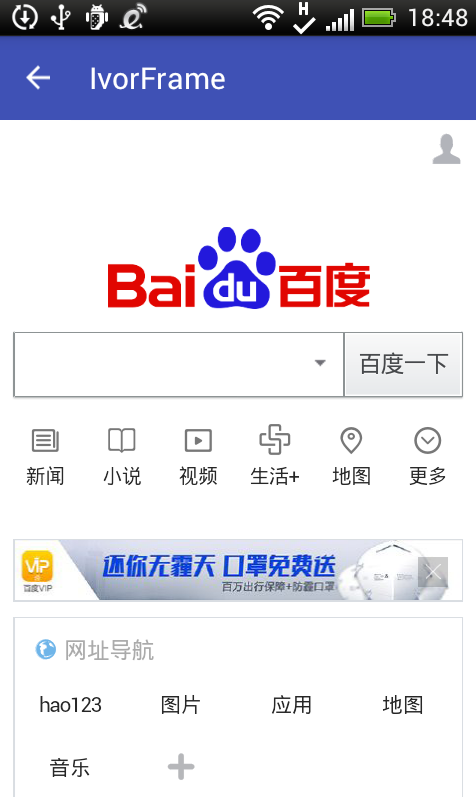 H
18:48
IvorFrame
Bai du 百度
百度一下
新闻 小说 视频 生活+ 地图 更多
VIP
百度VIP
还你无霾天 口罩免费送
百万出行保障+防霾口罩
网址导航
hao123 图片 应用 地图
音乐